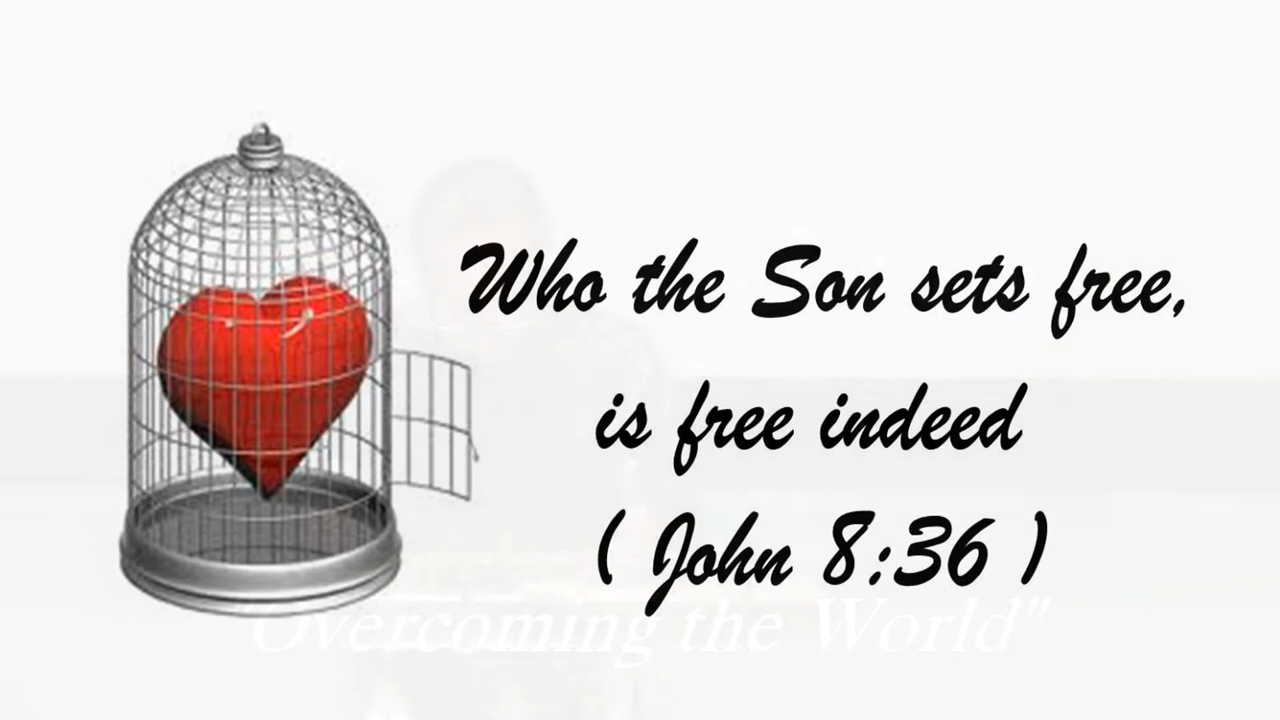 Who the Son sets free,
is free indeed
( John 8:36 )
"Overcoming the World"